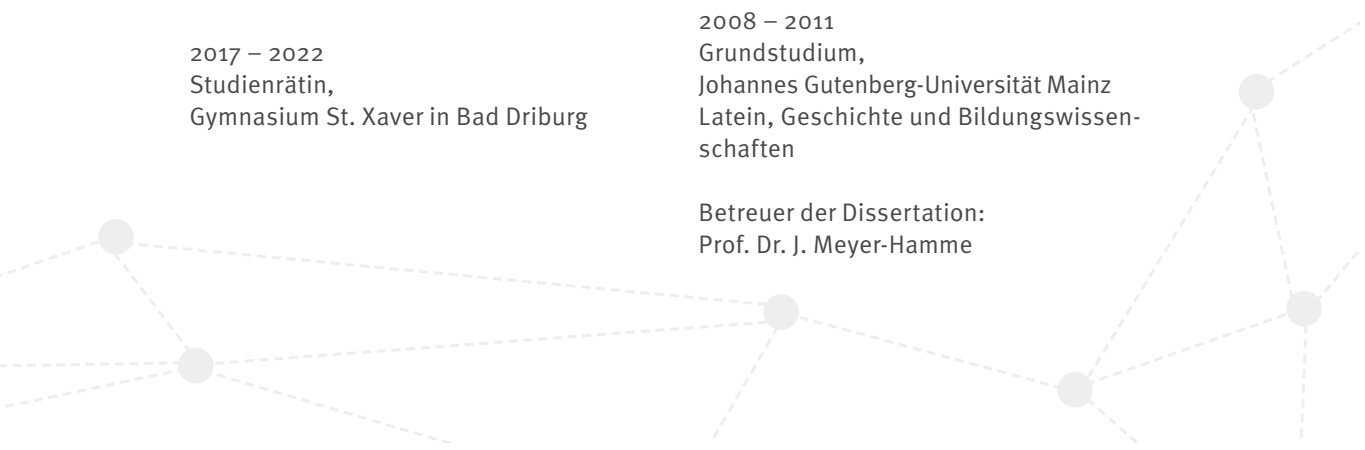 2017 – 2022
Studienrätin,
Gymnasium St. Xaver in Bad Driburg
2008 – 2011
Grundstudium,
Johannes Gutenberg-Universität Mainz
Latein, Geschichte und Bildungswissen-
schaften
Betreuer der Dissertation:
Prof. Dr. J. Meyer-Hamme